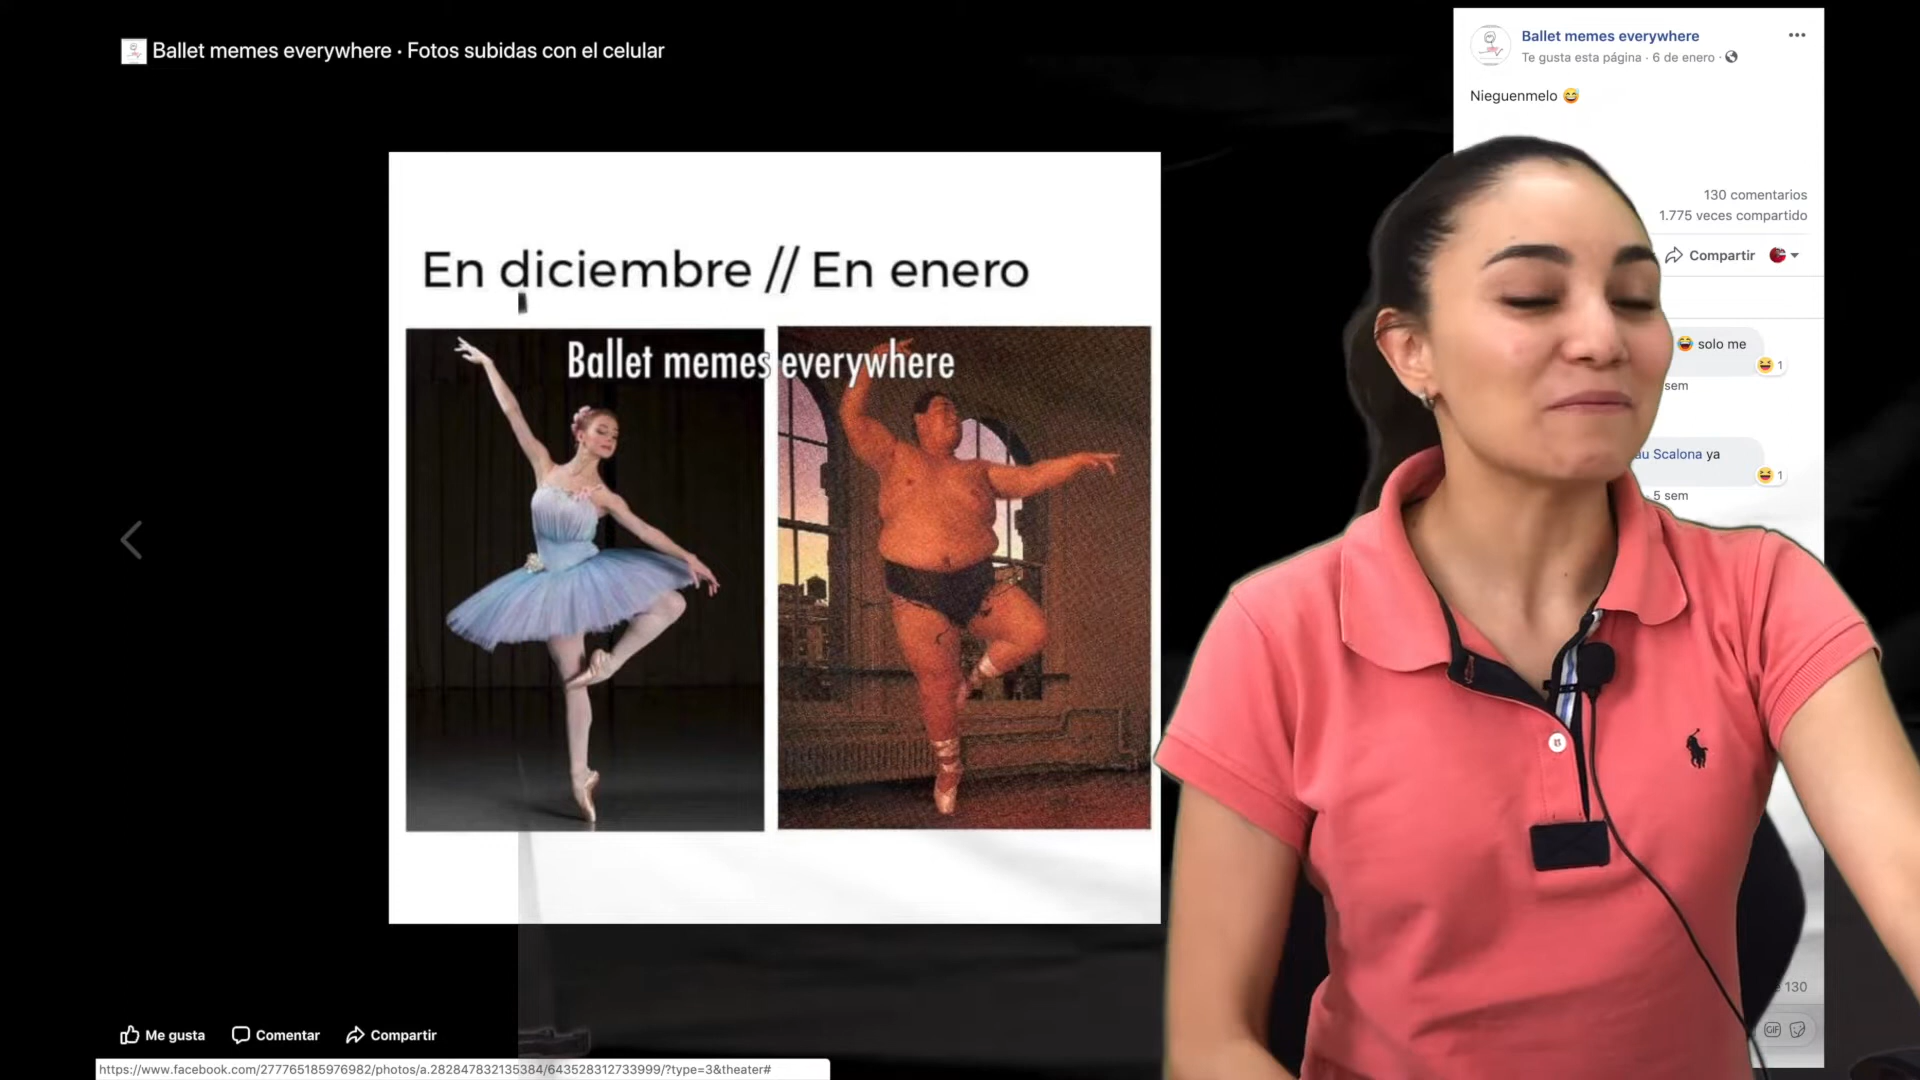 Ballet memes everywhere · Fotos subidas con el celular
En diciembre // En enero
Ballet memes everywhere
Me gusta
Comentar
Compartir
https://www.facebook.com/277765185976982/photos/a.282847832135384/643528312733999/?type=3&theater#
Ballet memes everywhere
Te gusta esta página · 6 de enero ·
Nieguenmelo 😅
130 comentarios
1.775 veces compartido
Compartir
solo me
1
sem
Scalona ya
1
5 sem
130
GIF